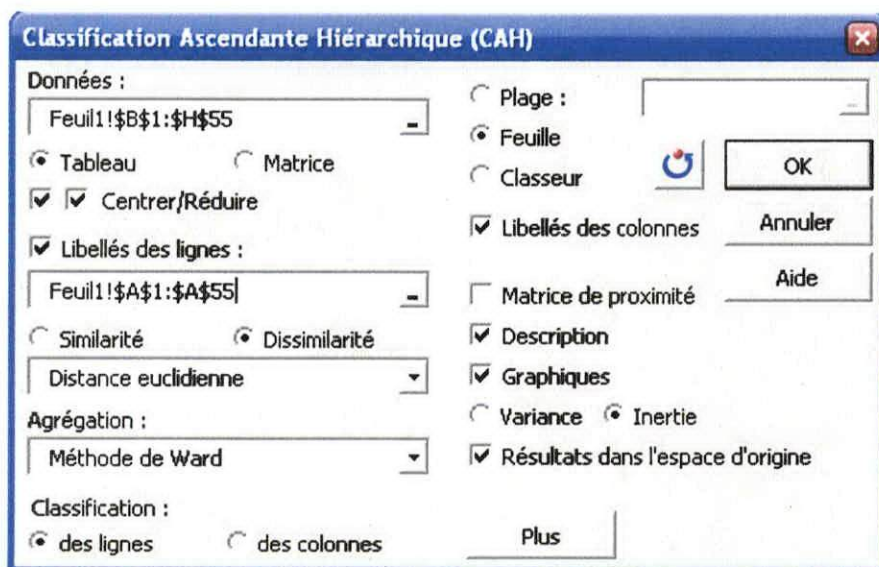 Classification Ascendante Hiérarchique (CAH)
Données :
Feuil1!$B$1:$H$55
Tableau
Matrice
Centrer/Réduire
Libellés des lignes :
Feuil1!$A$1:$A$55
Similarité
Dissimilarité
Distance euclidienne
Agrégation :
Méthode de Ward
Classification :
des lignes
des colonnes
Plage :
Feuille
Classeur
OK
Libellés des colonnes
Annuler
Aide
Matrice de proximité
Description
Graphiques
Variance
Inertie
Résultats dans l'espace d'origine
Plus